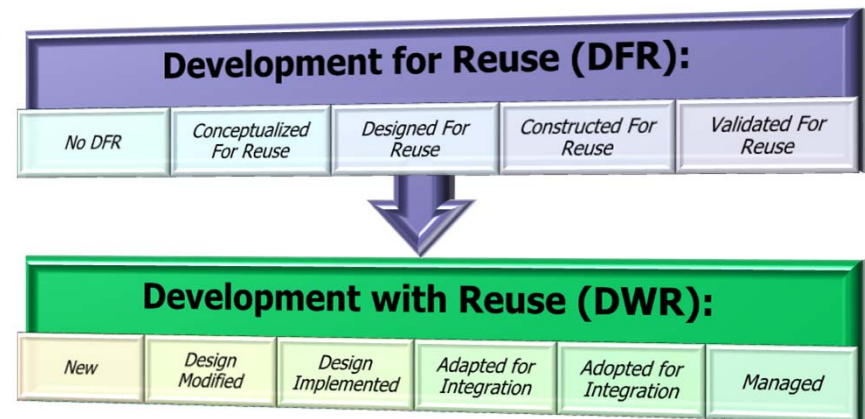 Development for Reuse (DFR):
No DFR
Conceptualized
For Reuse
Designed For
Reuse
Constructed For
Reuse
Validated For
Reuse
Development with Reuse (DWR):
New
Design
Modified
Design
Implemented
Adapted for
Integration
Adopted for
Integration
Managed